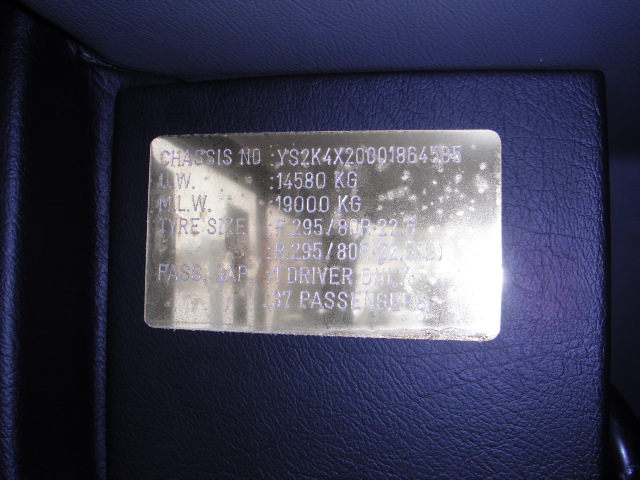 CHASSIS NO :YS2K4X20001864585
U.W. :14580 KG
M.L.W. :19000 KG
TYRE SIZE :F.295/80R 22.5
:R.295/80R 22.5(D)
PASS. CAP. :1 DRIVER ONLY
:37 PASSENGERS